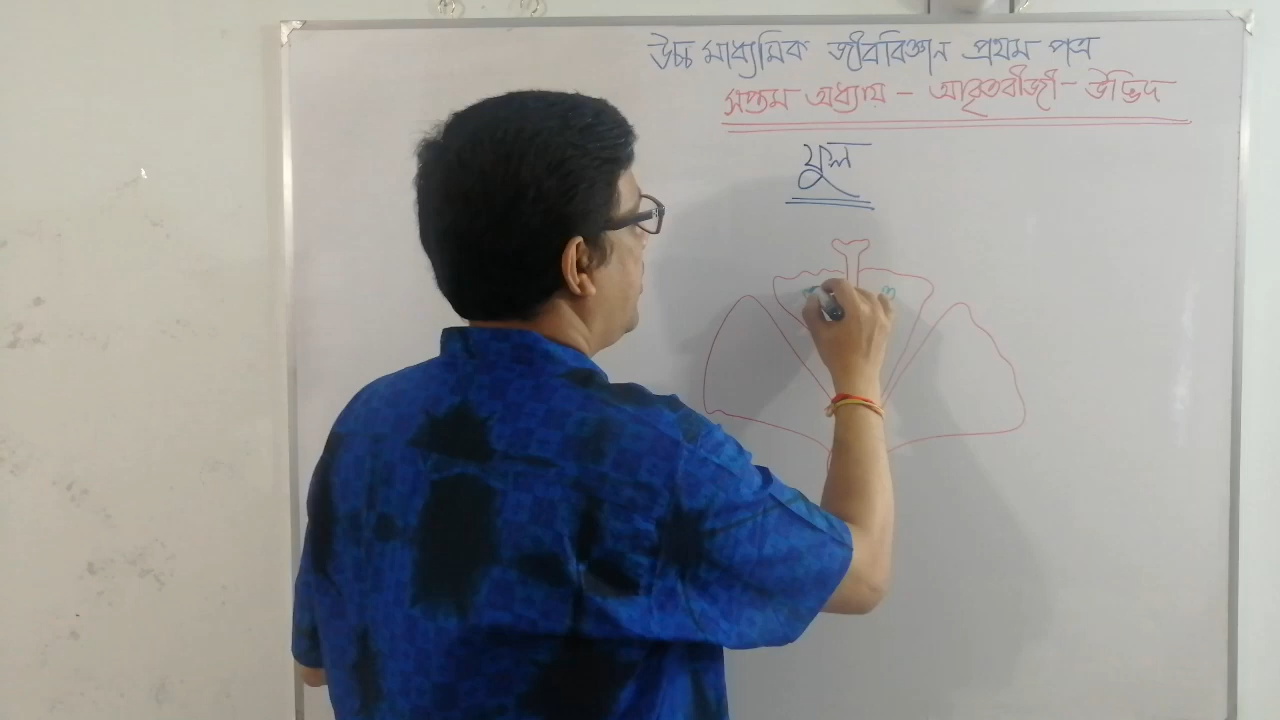 উচ্চ মাধ্যমিক জীববিজ্ঞান প্রথম পত্র
সপ্তম অধ্যায় - আবৃতবীজী - উদ্ভিদ
ফুল